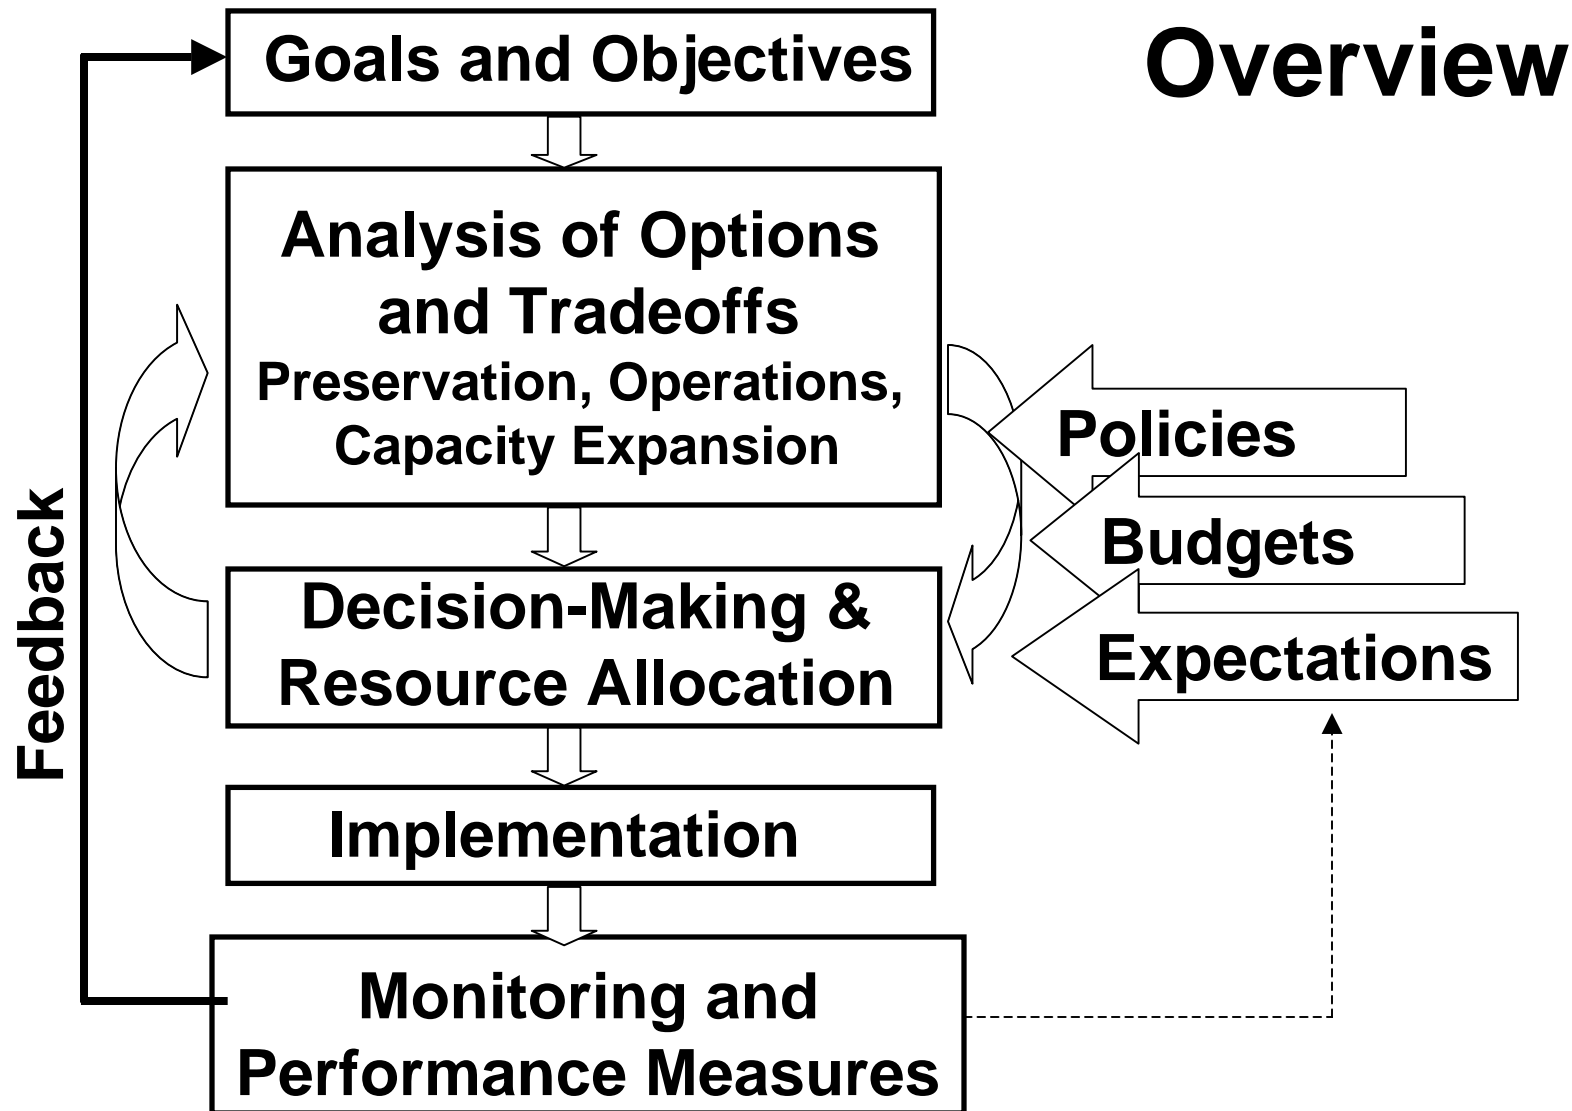 Overview
Goals and Objectives
Analysis of Options
and Tradeoffs
Preservation, Operations,
Capacity Expansion
Policies
Budgets
Expectations
Decision-Making &
Resource Allocation
Implementation
Monitoring and
Performance Measures
Feedback